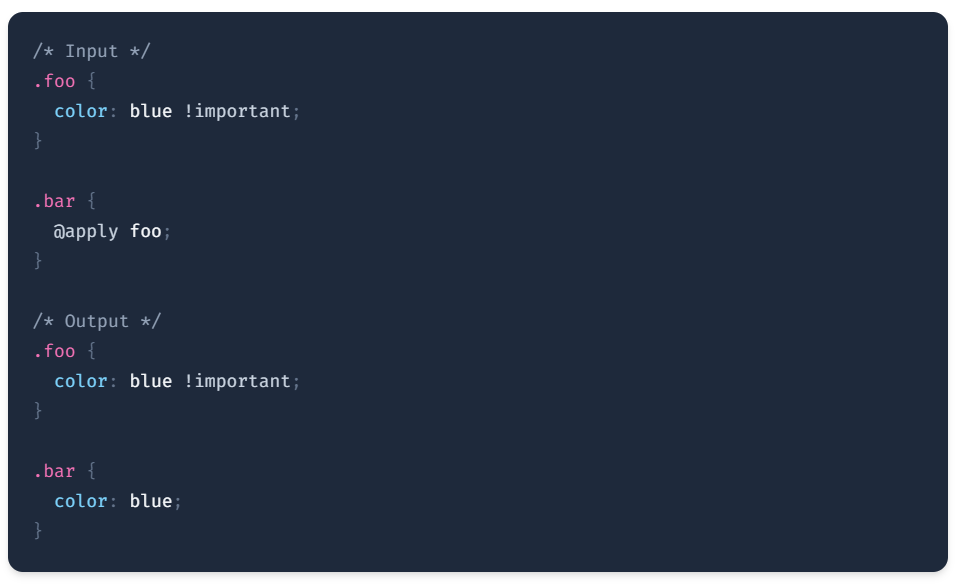 /* Input */
.foo {
  color: blue !important;
}

.bar {
  @apply foo;
}

/* Output */
.foo {
  color: blue !important;
}

.bar {
  color: blue;
}